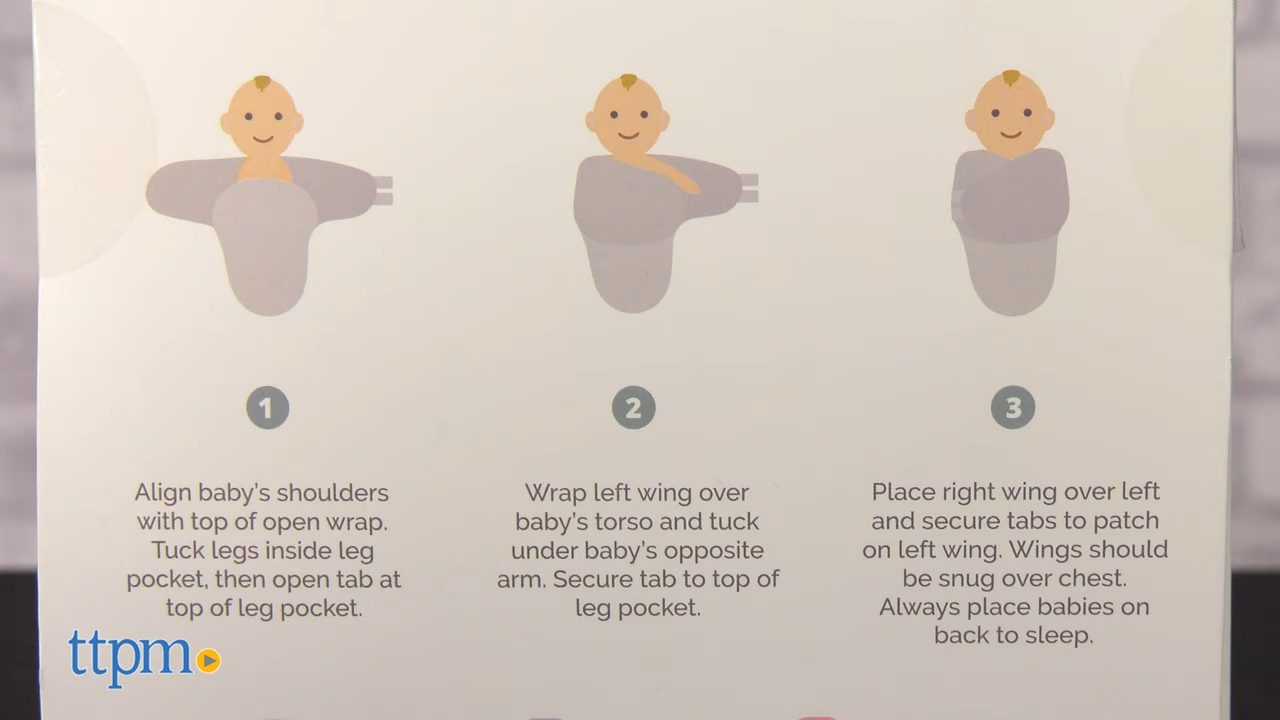 1
Align baby's shoulders
with top of open wrap.
Tuck legs inside leg
pocket, then open tab at
top of leg pocket.
2
Wrap left wing over
baby's torso and tuck
under baby's opposite
arm. Secure tab to top of
leg pocket.
3
Place right wing over left
and secure tabs to patch
on left wing. Wings should
be snug over chest.
Always place babies on
back to sleep.
ttpm